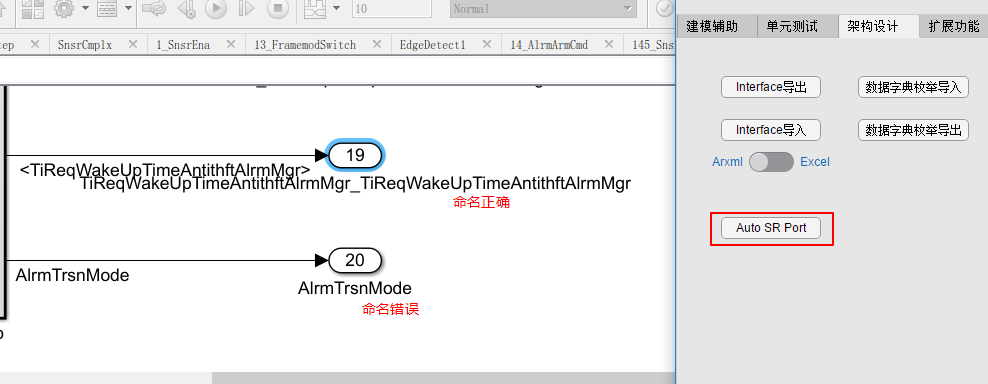 10
Normal
tep
SnsrCmplx
1_SnsrEna
13_FramemodSwitch
EdgeDetect1
14_AlrmArmCmd
145_Sns
建模辅助
单元测试
架构设计
扩展功能
Interface导出
数据字典枚举导入
Interface导入
数据字典枚举导出
Arxml
Excel
Auto SR Port
19
<TiReqWakeUpTimeAntithftAlrmMgr>
TiReqWakeUpTimeAntithftAlrmMgr_TiReqWakeUpTimeAntithftAlrmMgr
命名正确
20
AlrmTrsnMode
AlrmTrsnMode
命名错误